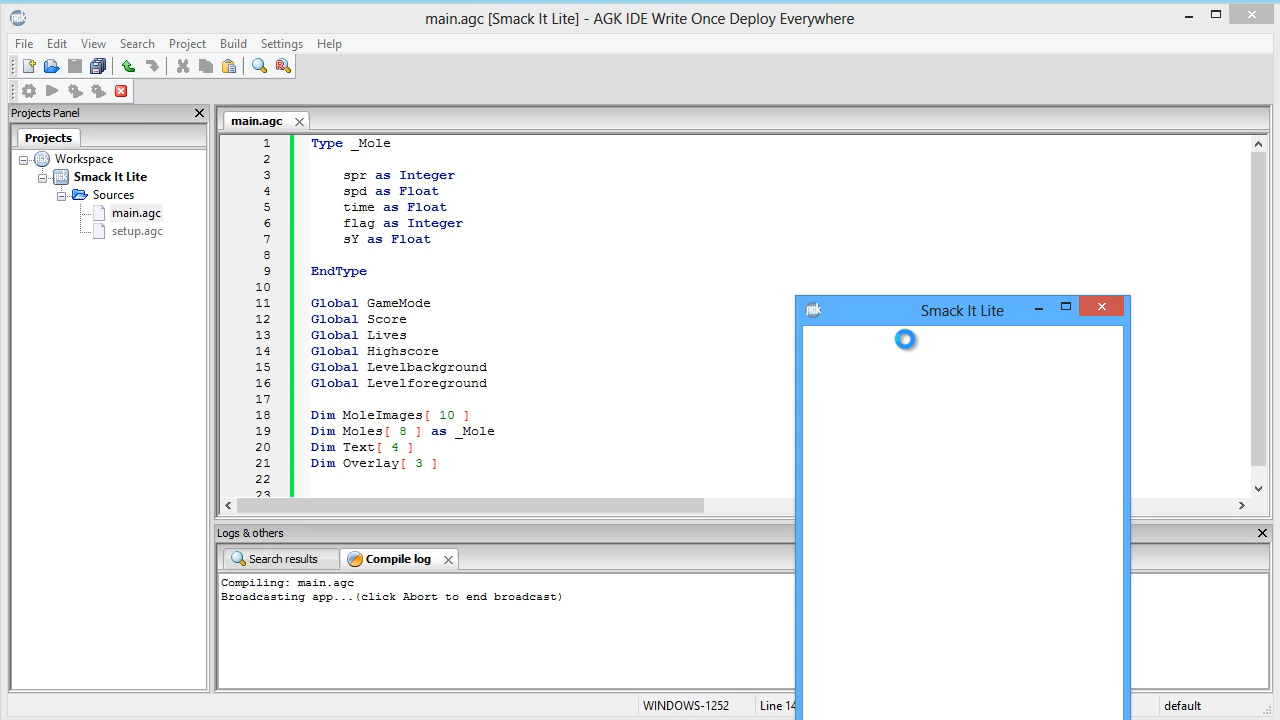 main.agc [Smack It Lite] - AGK IDE Write Once Deploy Everywhere
File Edit View Search Project Build Settings Help
Projects Panel
Projects
Workspace
Smack It Lite
Sources
main.agc
setup.agc
main.agc
1 Type _Mole
2
3 spr as Integer
4 spd as Float
5 time as Float
6 flag as Integer
7 sY as Float
8
9 EndType
10
11 Global GameMode
12 Global Score
13 Global Lives
14 Global Highscore
15 Global Levelbackground
16 Global Levelforeground
17
18 Dim MoleImages[ 10 ]
19 Dim Moles[ 8 ] as _Mole
20 Dim Text[ 4 ]
21 Dim Overlay[ 3 ]
22
23
Smack It Lite
Logs & others
Search results Compile log
Compiling: main.agc
Broadcasting app...(click Abort to end broadcast)
WINDOWS-1252 Line 14 default